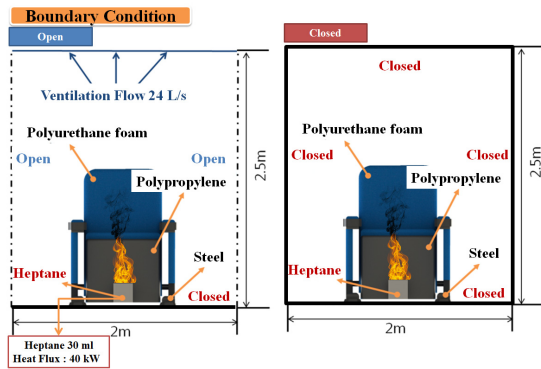 Boundary Condition
Open
Ventilation Flow 24 L/s
Polyurethane foam
Open
Open
Polypropylene
2.5m
Steel
Heptane
Closed
2m
Heptane 30 ml
Heat Flux : 40 kW
Closed
Closed
Polyurethane foam
Closed
Closed
Polypropylene
2.5m
Steel
Heptane
Closed
2m